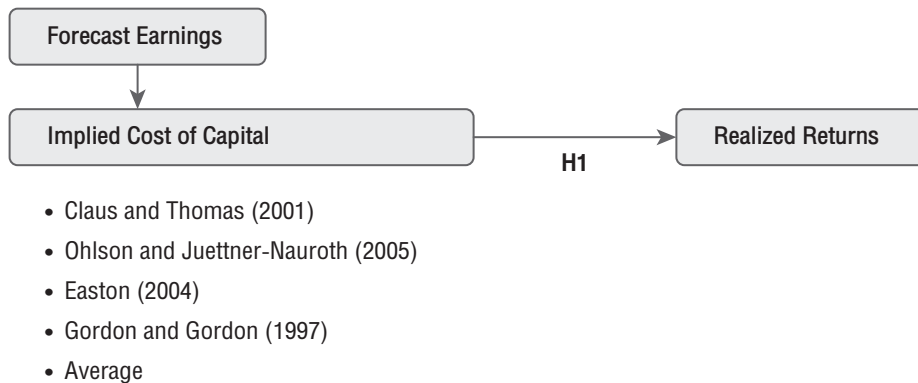 Forecast Earnings
Implied Cost of Capital
Realized Returns
H1
• Claus and Thomas (2001)
• Ohlson and Juettner-Nauroth (2005)
• Easton (2004)
• Gordon and Gordon (1997)
• Average